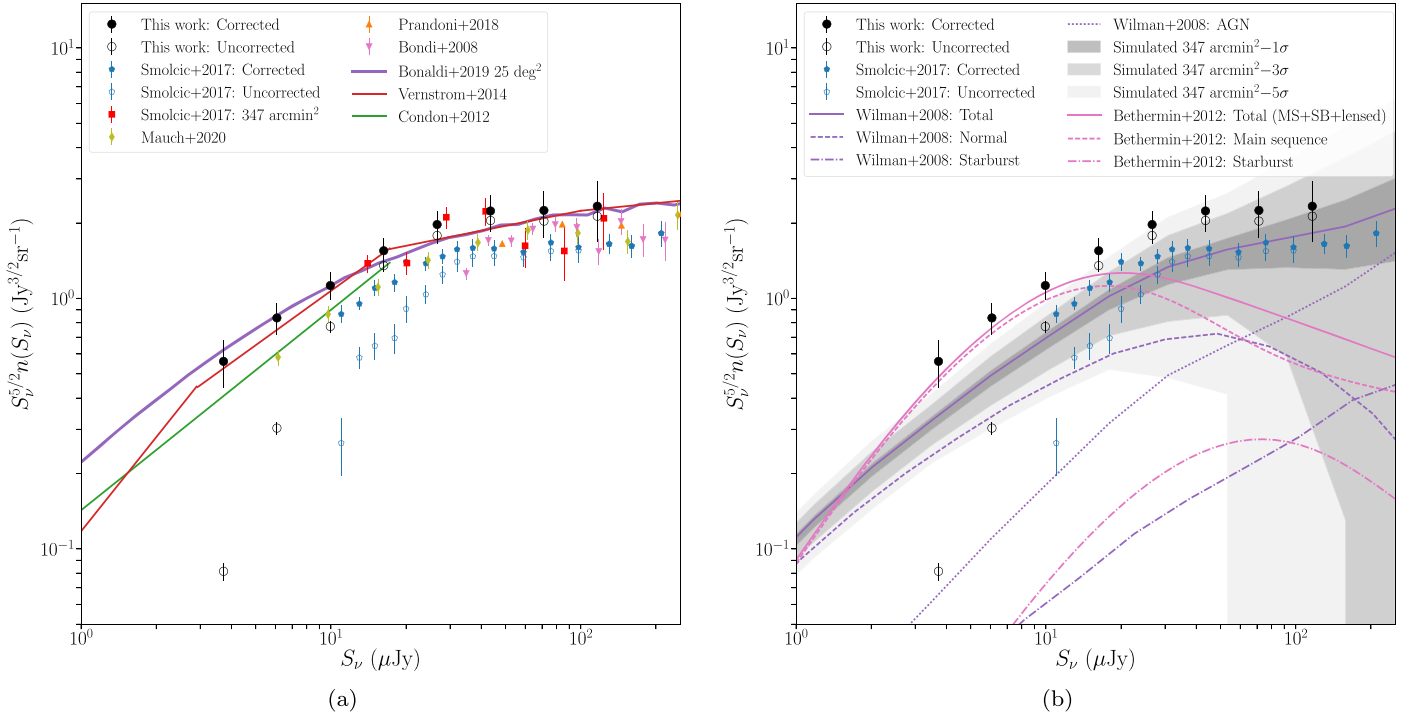 This work: Corrected
This work: Uncorrected
Smolcic+2017: Corrected
Smolcic+2017: Uncorrected
Smolcic+2017: 347 arcmin²
Mauch+2020
Prandoni+2018
Bondi+2008
Bonaldi+2019 25 deg²
Vernstrom+2014
Condon+2012
10¹
10⁰
10⁻¹
S_ν^{5/2} n(S_ν) (Jy^{3/2}sr⁻¹)
10⁰
10¹
10²
S_ν (μJy)
(a)
This work: Corrected
This work: Uncorrected
Smolcic+2017: Corrected
Smolcic+2017: Uncorrected
Wilman+2008: Total
Wilman+2008: Normal
Wilman+2008: Starburst
Wilman+2008: AGN
Simulated 347 arcmin²−1σ
Simulated 347 arcmin²−3σ
Simulated 347 arcmin²−5σ
Bethermin+2012: Total (MS+SB+lensed)
Bethermin+2012: Main sequence
Bethermin+2012: Starburst
10¹
10⁰
10⁻¹
S_ν^{5/2} n(S_ν) (Jy^{3/2}sr⁻¹)
10⁰
10¹
10²
S_ν (μJy)
(b)